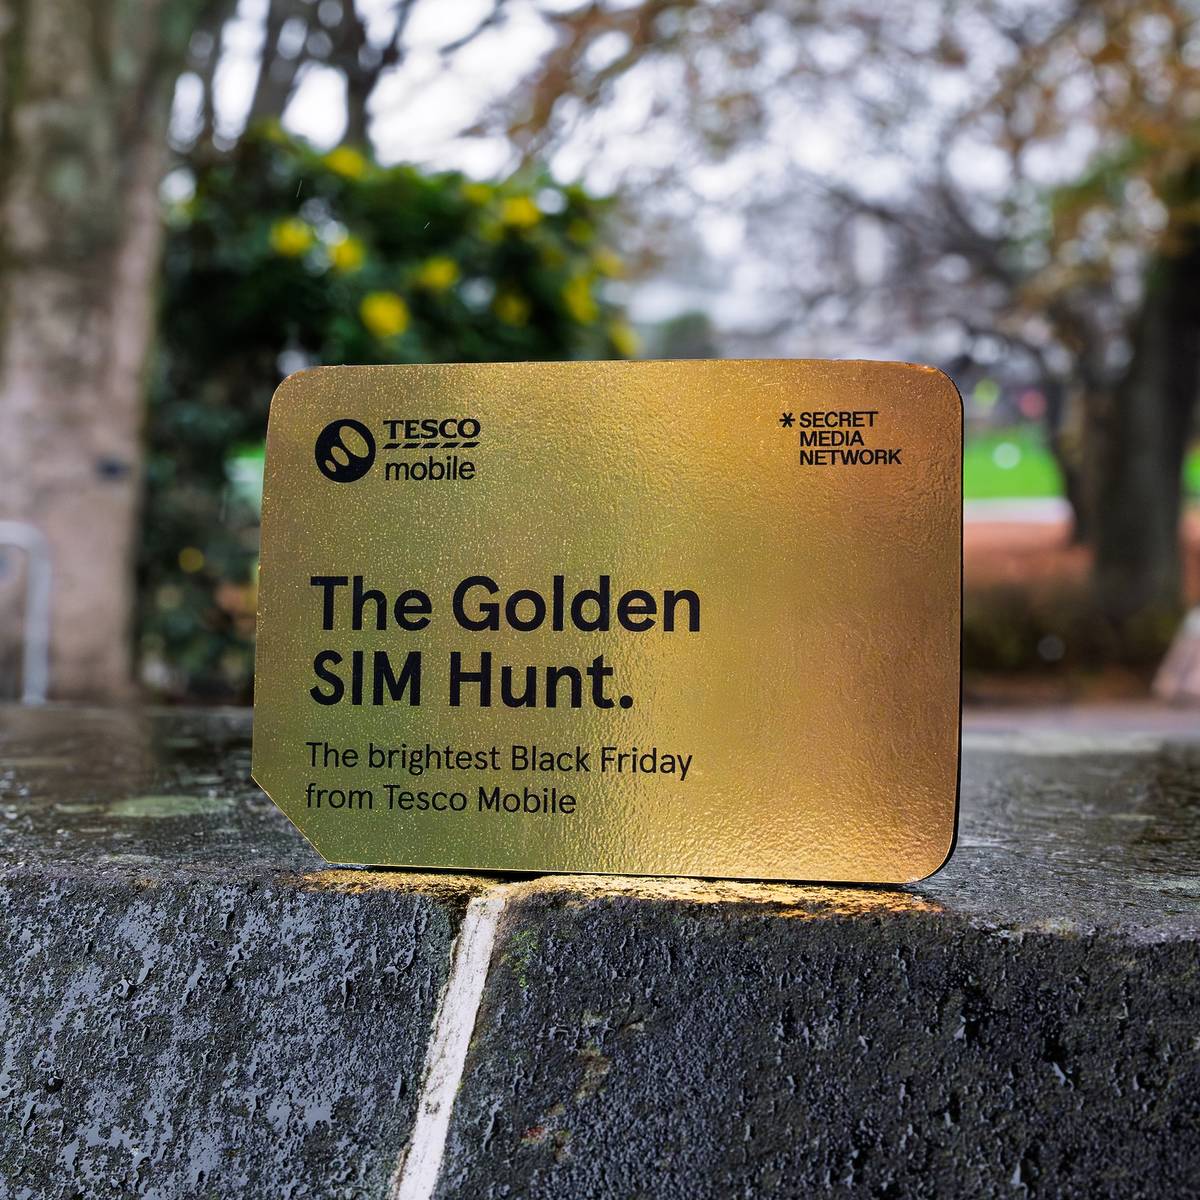 TESCO
mobile
* SECRET
MEDIA
NETWORK
The Golden
SIM Hunt.
The brightest Black Friday
from Tesco Mobile